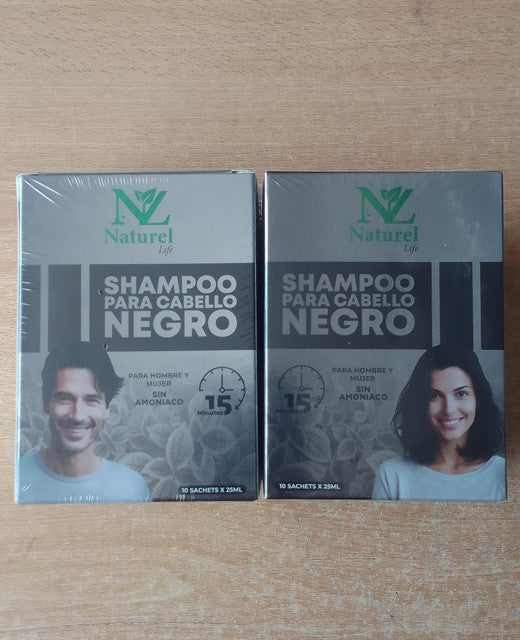 NL
Naturel
Life
SHAMPOO
PARA CABELLO
NEGRO
PARA HOMBRE Y
MUJER
SIN
AMONIACO
15
Minutos
10 SACHETS X 25ML
NL
Naturel
Life
SHAMPOO
PARA CABELLO
NEGRO
PARA HOMBRE Y
MUJER
SIN
AMONIACO
15
Minutos
10 SACHETS X 25ML